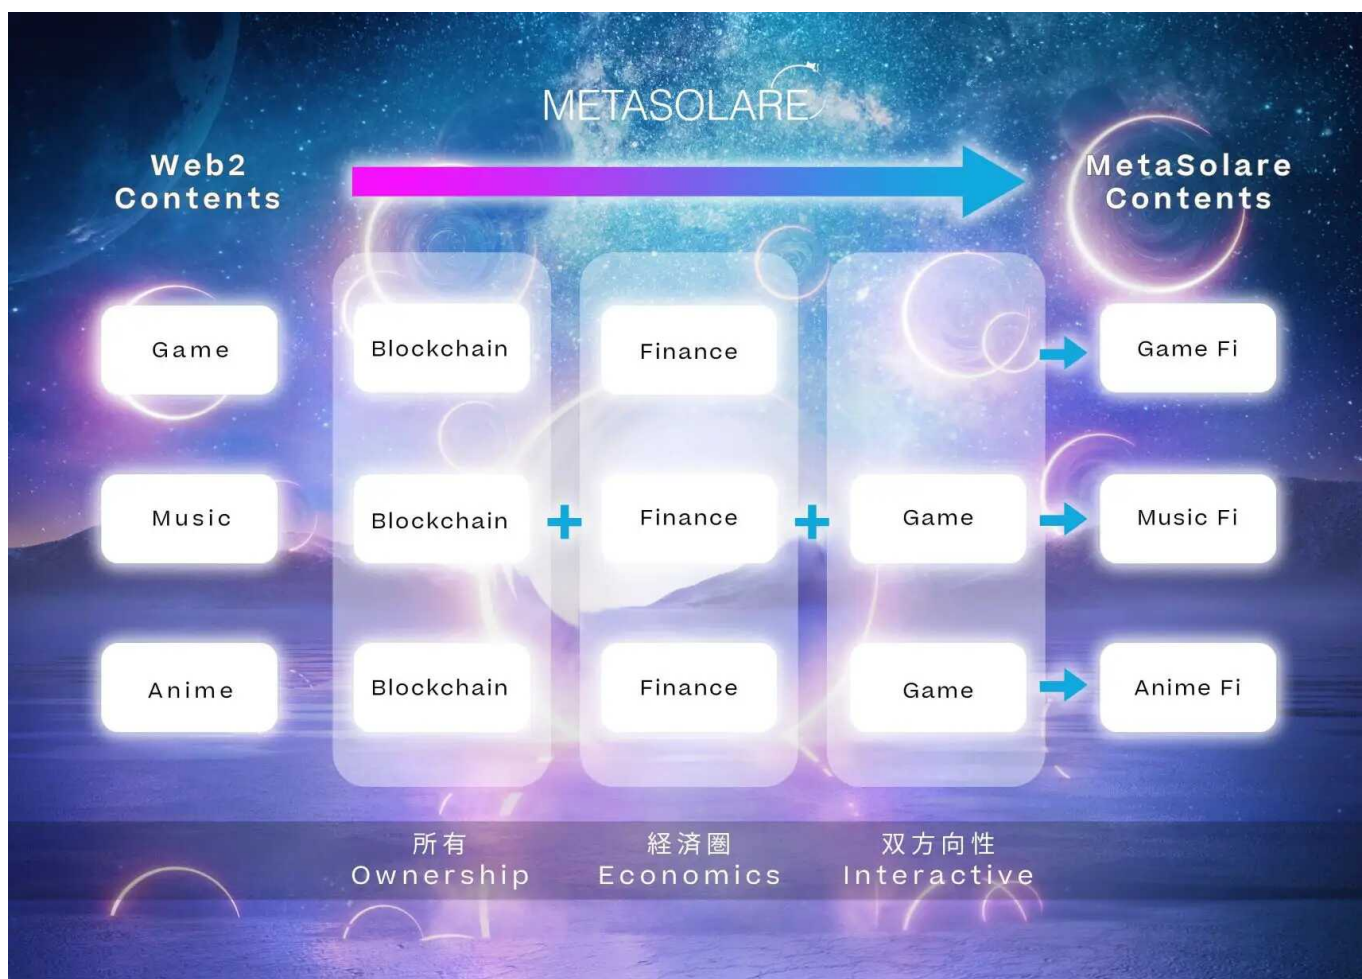 METASOLARE
Web2
Contents
MetaSolare
Contents
Game
Blockchain
Finance
Game Fi
Music
Blockchain
+
Finance
+
Game
Music Fi
Anime
Blockchain
Finance
Game
Anime Fi
所有
Ownership
経済圏
Economics
双方向性
Interactive